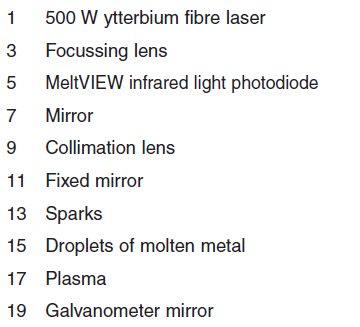 1 500 W ytterbium fibre laser
3 Focussing lens
5 MeltVIEW infrared light photodiode
7 Mirror
9 Collimation lens
11 Fixed mirror
13 Sparks
15 Droplets of molten metal
17 Plasma
19 Galvanometer mirror